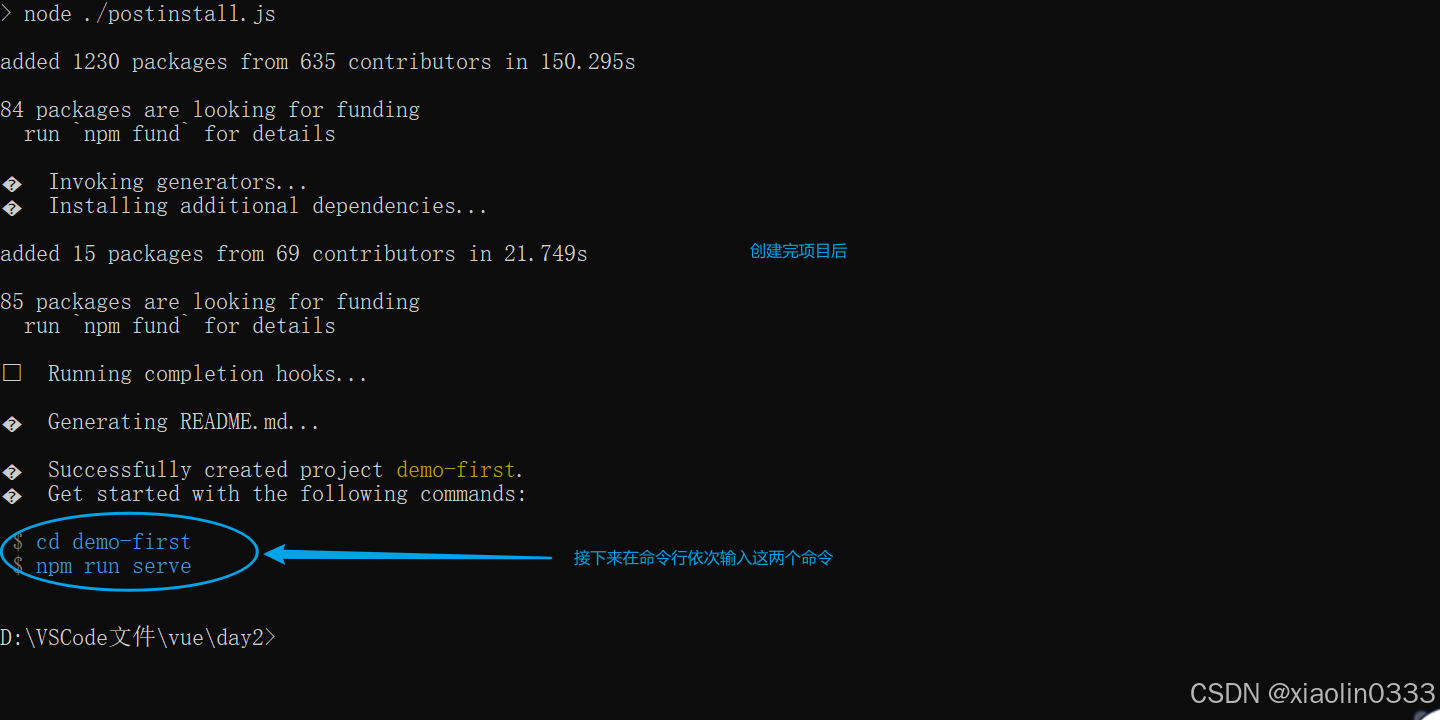 > node ./postinstall.js
added 1230 packages from 635 contributors in 150.295s
84 packages are looking for funding
run `npm fund` for details
� Invoking generators...
� Installing additional dependencies...
added 15 packages from 69 contributors in 21.749s
创建完项目后
85 packages are looking for funding
run `npm fund` for details
□ Running completion hooks...
� Generating README.md...
� Successfully created project demo-first.
� Get started with the following commands:
$ cd demo-first
接下来在命令行依次输入这两个命令
$ npm run serve
D:\VSCode文件\vue\day2>
CSDN @xiaolin0333